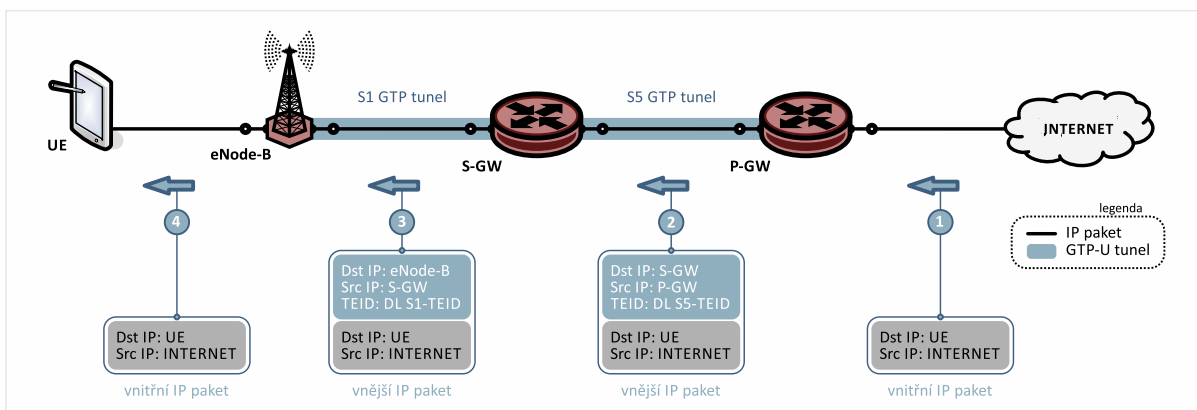 S1 GTP tunel
S5 GTP tunel
INTERNET
UE
eNode-B
S-GW
P-GW
legenda
IP paket
GTP-U tunel
4
3
2
1
Dst IP: UE
Src IP: INTERNET
vnitřní IP paket
Dst IP: eNode-B
Src IP: S-GW
TEID: DL S1-TEID
Dst IP: UE
Src IP: INTERNET
vnější IP paket
Dst IP: S-GW
Src IP: P-GW
TEID: DL S5-TEID
Dst IP: UE
Src IP: INTERNET
vnější IP paket
Dst IP: UE
Src IP: INTERNET
vnitřní IP paket